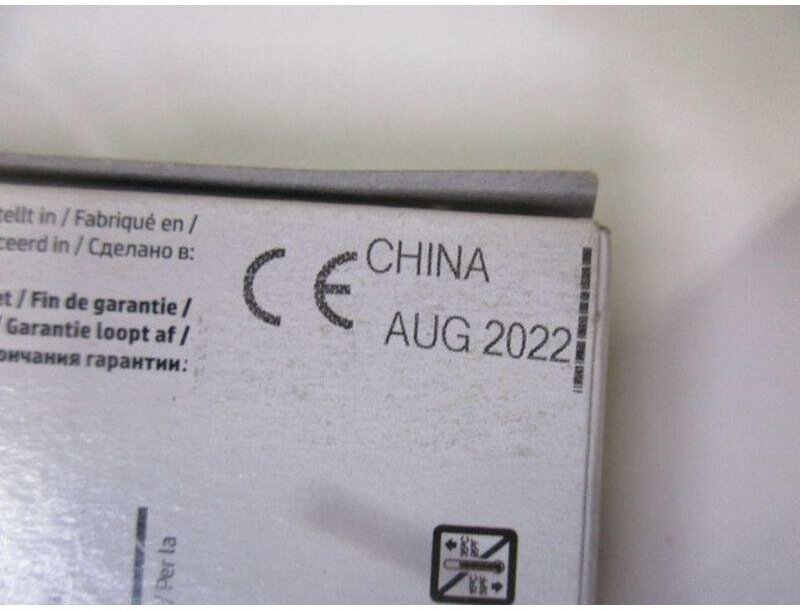 tellt in / Fabriqué en /
ceerd in / Сделано в:
CE
CHINA
et / Fin de garantie /
/ Garantie loopt af /
ончания гарантии:
AUG 2022
/ Per la